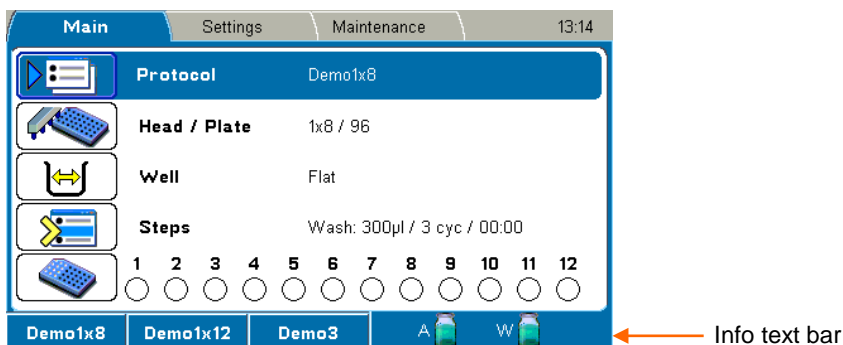 Main Settings Maintenance 13:14
Protocol Demo1x8
Head / Plate 1x8 / 96
Well Flat
Steps Wash: 300µl / 3 cyc / 00:00
1 2 3 4 5 6 7 8 9 10 11 12
Demo1x8 Demo1x12 Demo3 A W Info text bar